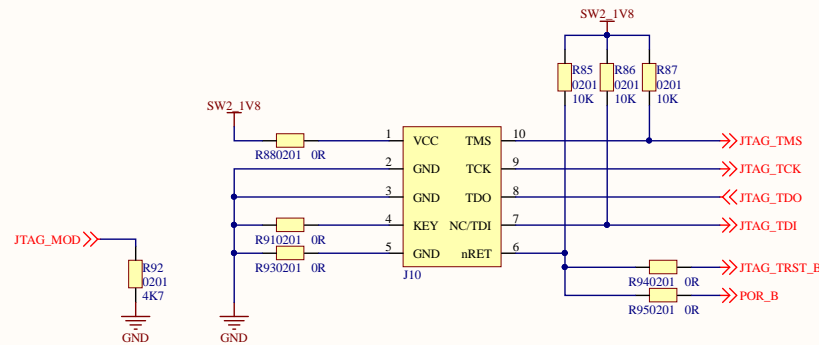 SW2_1V8
R85
0201
10K
R86
0201
10K
R87
0201
10K
SW2_1V8
R880201 0R
1 VCC TMS 10 JTAG_TMS
2 GND TCK 9 JTAG_TCK
3 GND TDO 8 JTAG_TDO
4 KEY NC/TDI 7 JTAG_TDI
R910201 0R
5 GND nRET 6
R930201 0R
J10
JTAG_MOD
R92
0201
4K7
GND
GND
JTAG_TRST_B
R940201 0R
POR_B
R950201 0R